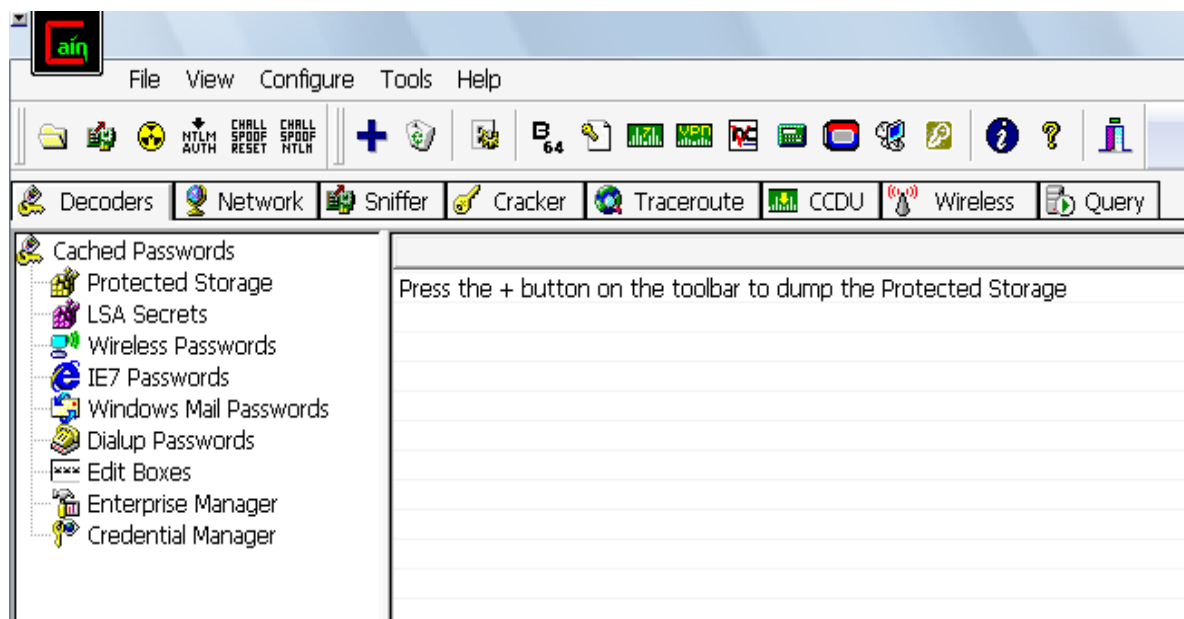 Cain
File View Configure Tools Help
NTLM AUTH CHALL SPOOF RESET CHALL SPOOF NTLM B 64 VPN
Decoders Network Sniffer Cracker Traceroute CCDU Wireless Query
Cached Passwords
Protected Storage
Press the + button on the toolbar to dump the Protected Storage
LSA Secrets
Wireless Passwords
IE7 Passwords
Windows Mail Passwords
Dialup Passwords
Edit Boxes
Enterprise Manager
Credential Manager